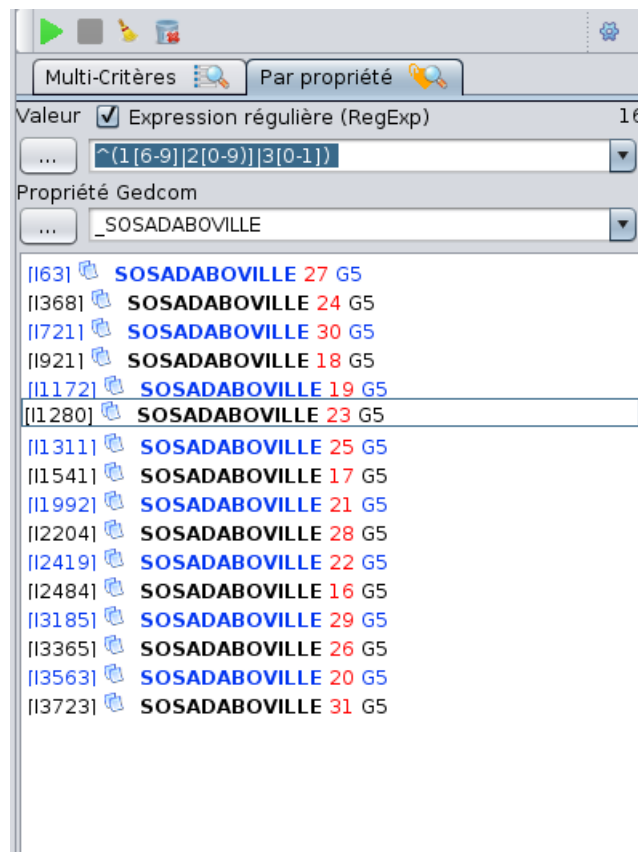 Multi-Critères Par propriété
Valeur Expression régulière (RegExp) 16
... ^(1[6-9]|2[0-9)]|3[0-1])
Propriété Gedcom
... _SOSADABOVILLE
[I63] SOSADABOVILLE 27 G5
[I368] SOSADABOVILLE 24 G5
[I721] SOSADABOVILLE 30 G5
[I921] SOSADABOVILLE 18 G5
[I1172] SOSADABOVILLE 19 G5
[I1280] SOSADABOVILLE 23 G5
[I1311] SOSADABOVILLE 25 G5
[I1541] SOSADABOVILLE 17 G5
[I1992] SOSADABOVILLE 21 G5
[I2204] SOSADABOVILLE 28 G5
[I2419] SOSADABOVILLE 22 G5
[I2484] SOSADABOVILLE 16 G5
[I3185] SOSADABOVILLE 29 G5
[I3365] SOSADABOVILLE 26 G5
[I3563] SOSADABOVILLE 20 G5
[I3723] SOSADABOVILLE 31 G5